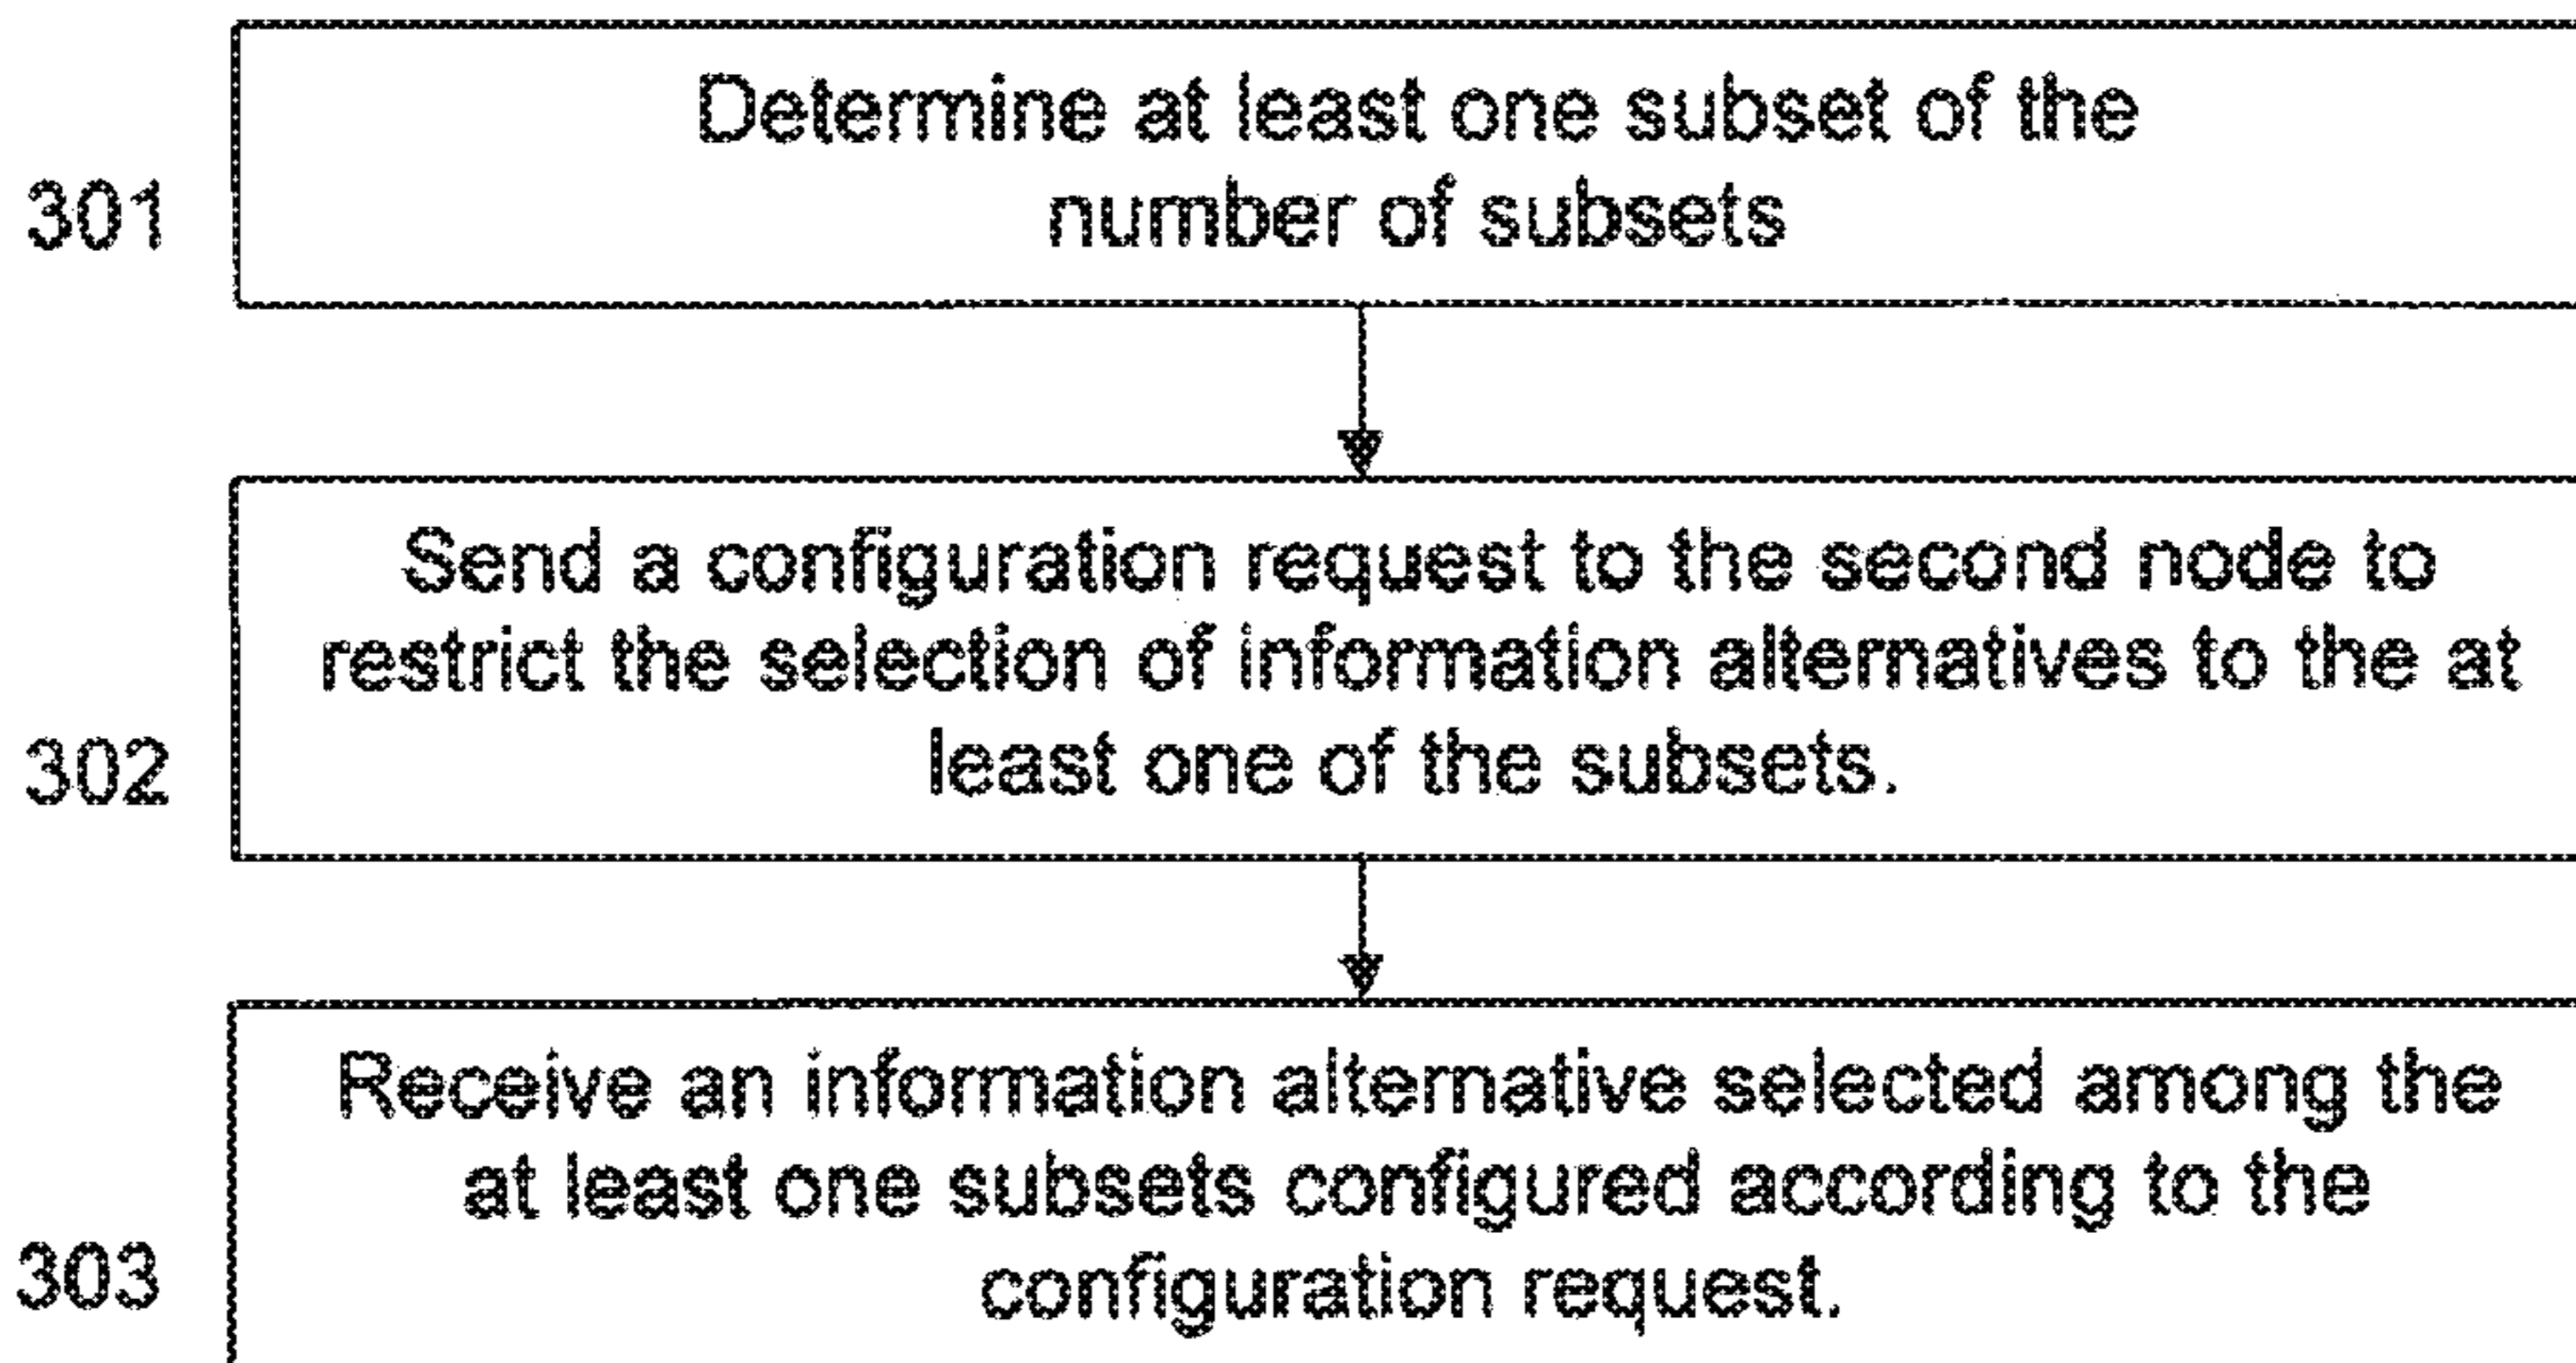 Determine at least one subset of the
301
number of subsets
Send a configuration request to the second node to
restrict the selection of information alternatives to the at
302
least one of the subsets.
Receive an information alternative selected among the
at least one subsets configured according to the
303
configuration request.